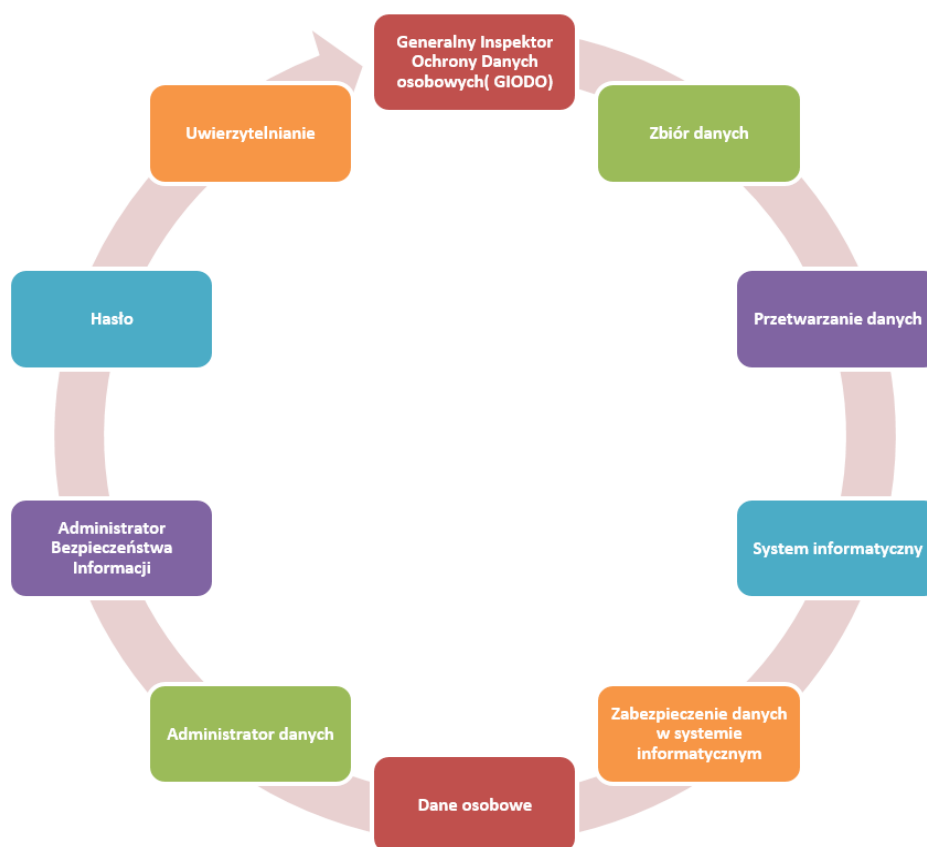 Generalny Inspektor
Ochrony Danych
osobowych( GIODO)
Zbiór danych
Przetwarzanie danych
System informatyczny
Zabezpieczenie danych
w systemie
informatycznym
Dane osobowe
Administrator danych
Administrator
Bezpieczeństwa
Informacji
Hasło
Uwierzytelnianie